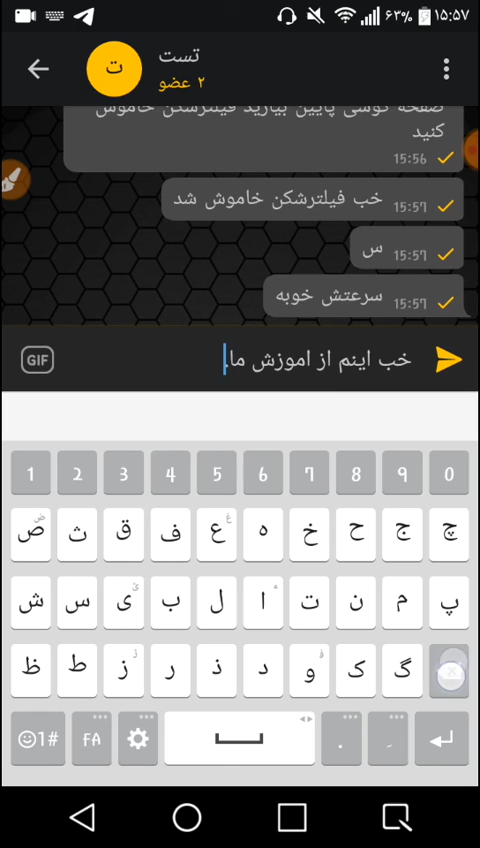 ۶۳% ۱۵:۵۷
ت
تست
۲ عضو
صفحه گوشی پایین بیارید فیلترشکن خاموش
کنید
15:56
خب فیلترشکن خاموش شد 15:57
س 15:57
سرعتش خوبه 15:57
GIF
خب اینم از اموزش ما.
1 2 3 4 5 6 7 8 9 0
ض ص ث ق ف غ ع ه خ ح ج چ
ش س ئ ی ب ل ا ت ن م پ
ظ ط ژ ز ر ذ د ؤ و ک گ
1# FA .